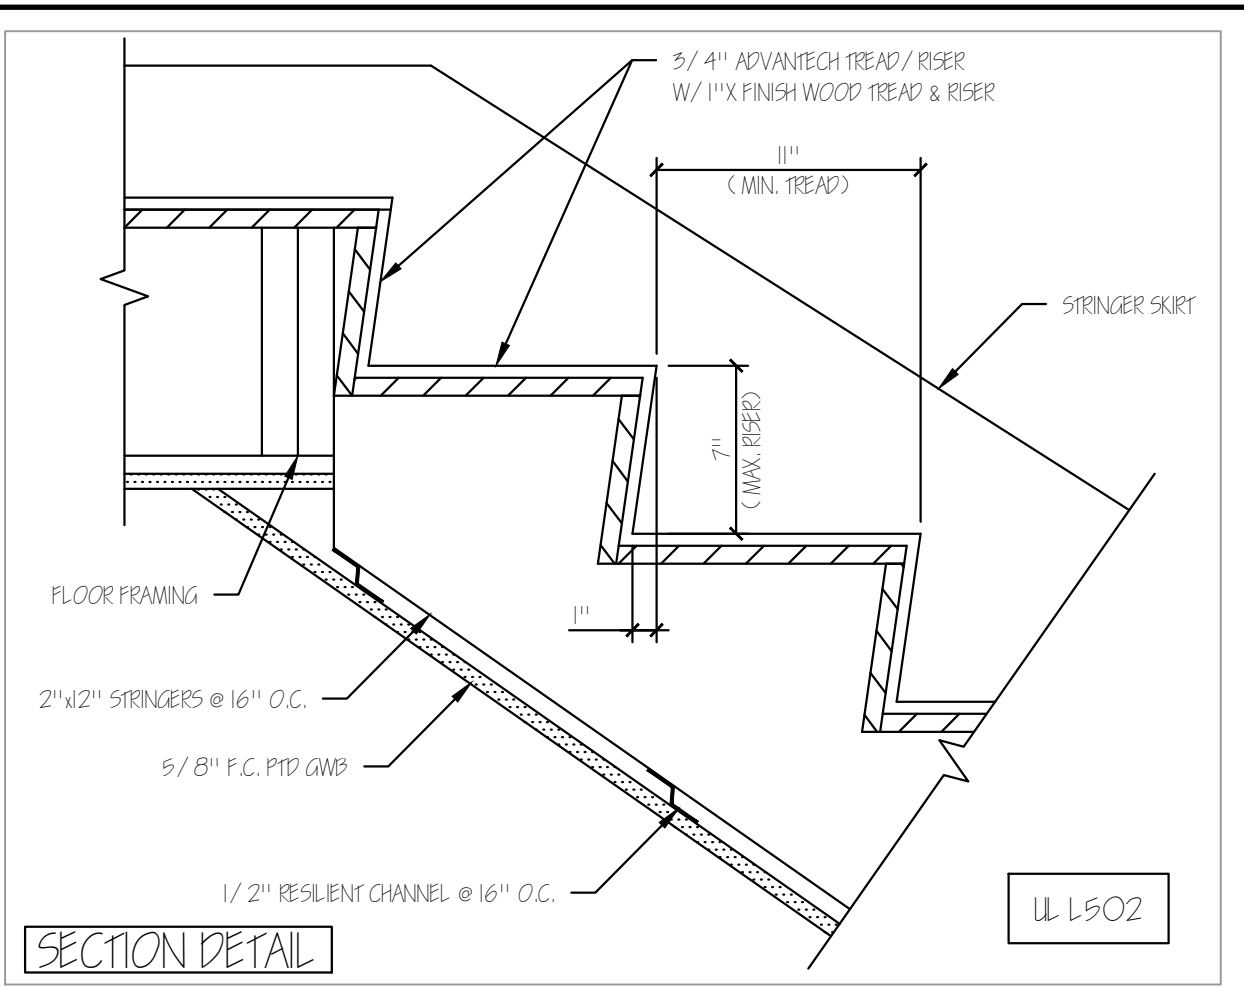 3/4" ADVANTECH TREAD/RISER
W/ 1"X FINISH WOOD TREAD & RISER
11"
(MIN. TREAD)
STRINGER SKIRT
7"
(MAX. RISER)
FLOOR FRAMING
1"
2"x12" STRINGERS @ 16" O.C.
5/8" F.C. PTD GWB
1/2" RESILIENT CHANNEL @ 16" O.C.
UL L502
SECTION DETAIL